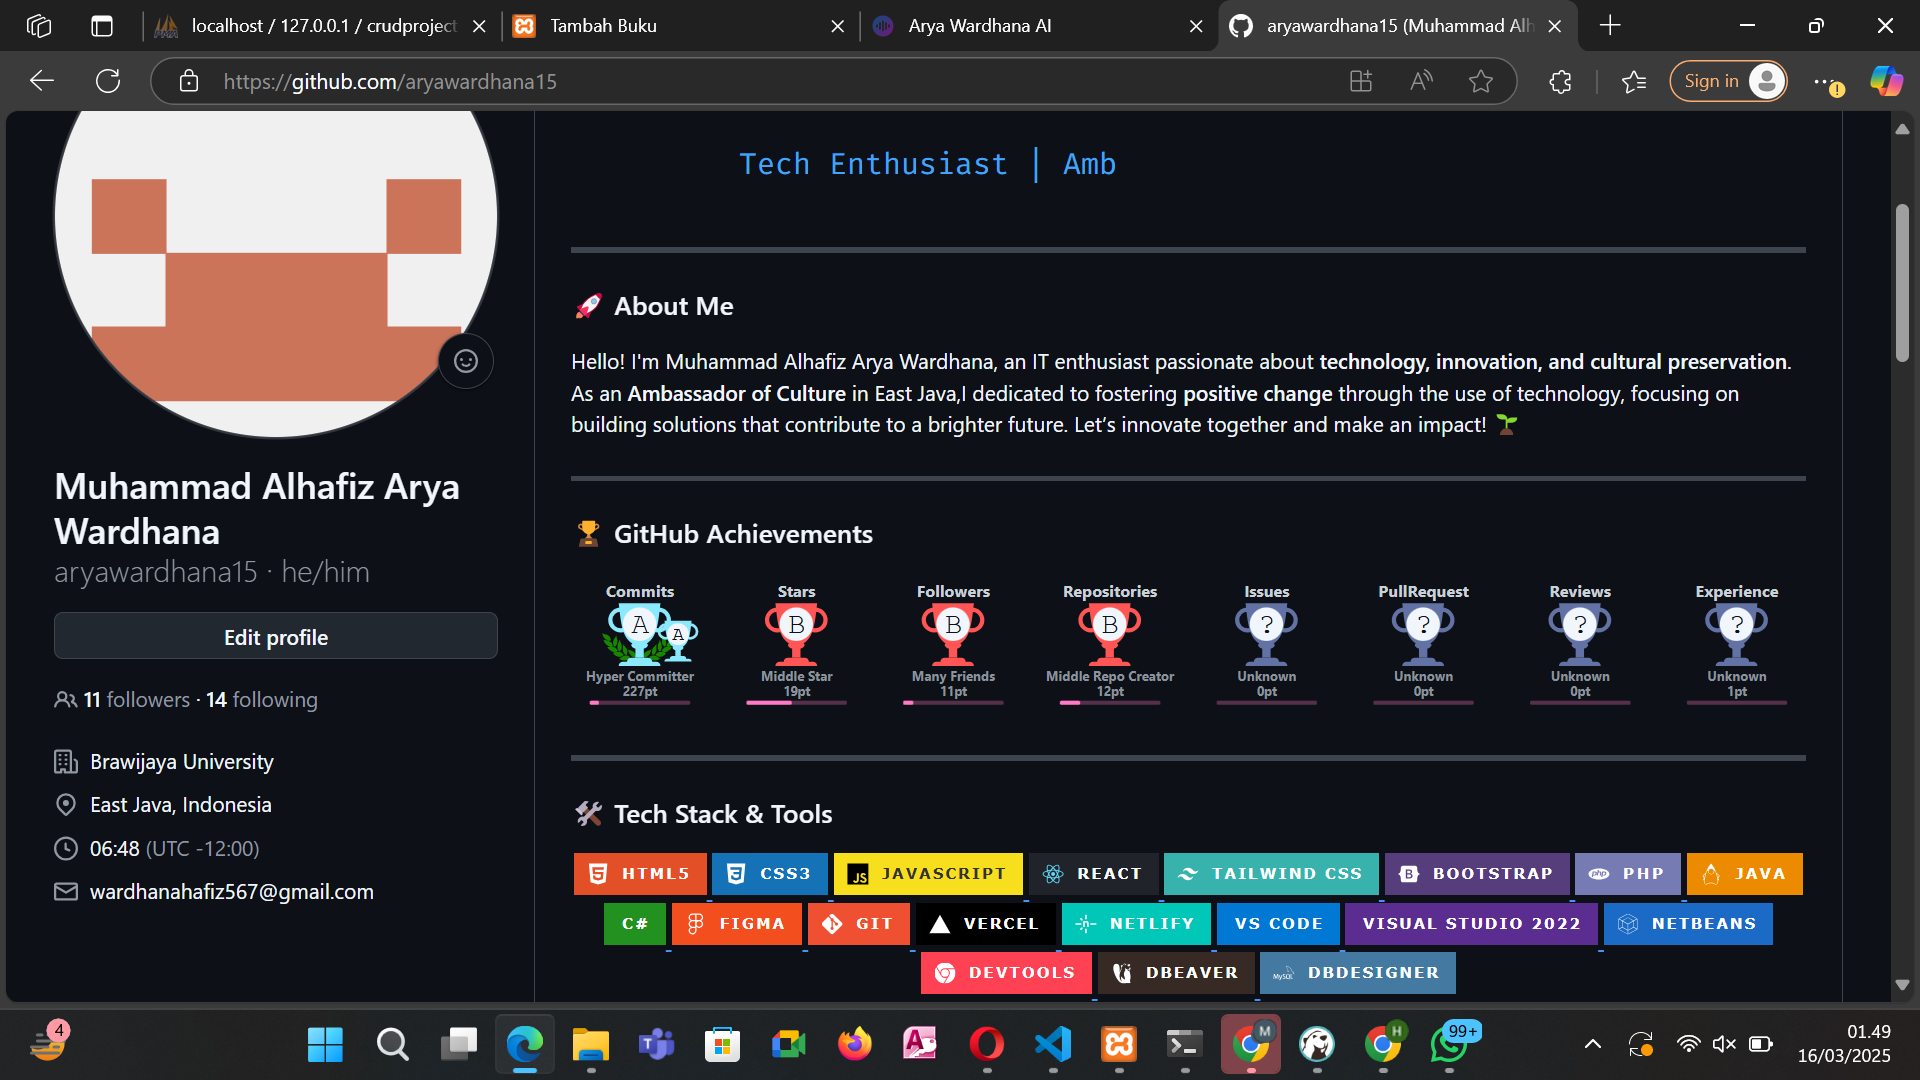 localhost / 127.0.0.1 / crudproject
Tambah Buku
Arya Wardhana AI
aryawardhana15 (Muhammad Alh
https://github.com/aryawardhana15
Sign in
Tech Enthusiast | Amb
About Me
Hello! I'm Muhammad Alhafiz Arya Wardhana, an IT enthusiast passionate about technology, innovation, and cultural preservation.
As an Ambassador of Culture in East Java,I dedicated to fostering positive change through the use of technology, focusing on
building solutions that contribute to a brighter future. Let’s innovate together and make an impact!
Muhammad Alhafiz Arya
Wardhana
aryawardhana15 · he/him
Edit profile
11 followers · 14 following
Brawijaya University
East Java, Indonesia
06:48 (UTC -12:00)
wardhanahafiz567@gmail.com
GitHub Achievements
Commits Stars Followers Repositories Issues PullRequest Reviews Experience
A A B B B ? ? ? ?
Hyper Committer Middle Star Many Friends Middle Repo Creator Unknown Unknown Unknown Unknown
227pt 19pt 11pt 12pt 0pt 0pt 0pt 1pt
Tech Stack & Tools
HTML5 CSS3 JS JAVASCRIPT REACT TAILWIND CSS BOOTSTRAP php PHP JAVA
C# FIGMA GIT VERCEL NETLIFY VS CODE VISUAL STUDIO 2022 NETBEANS
DEVTOOLS DBEAVER MySQL DBDESIGNER
4
M
H
99+
01.49
16/03/2025